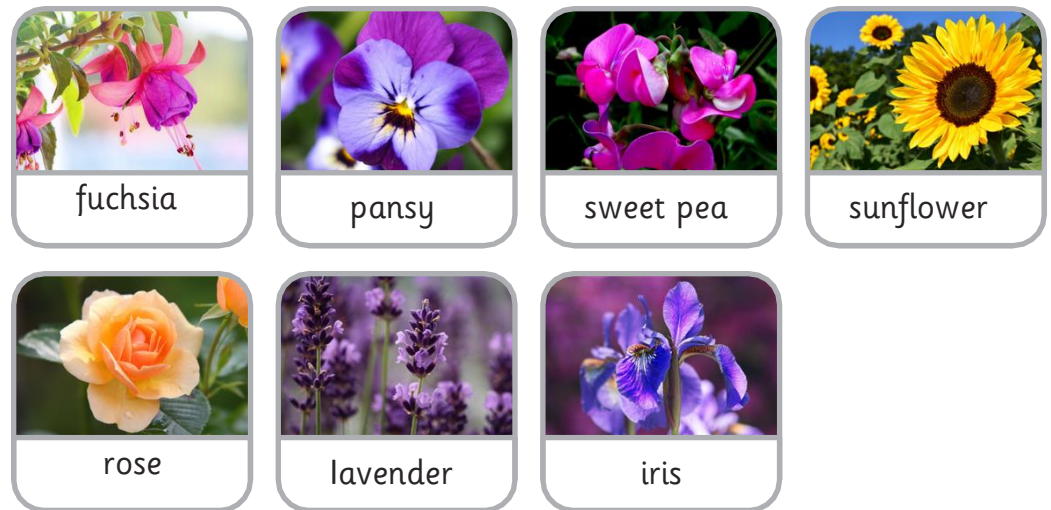 fuchsia
pansy
sweet pea
sunflower
rose
lavender
iris